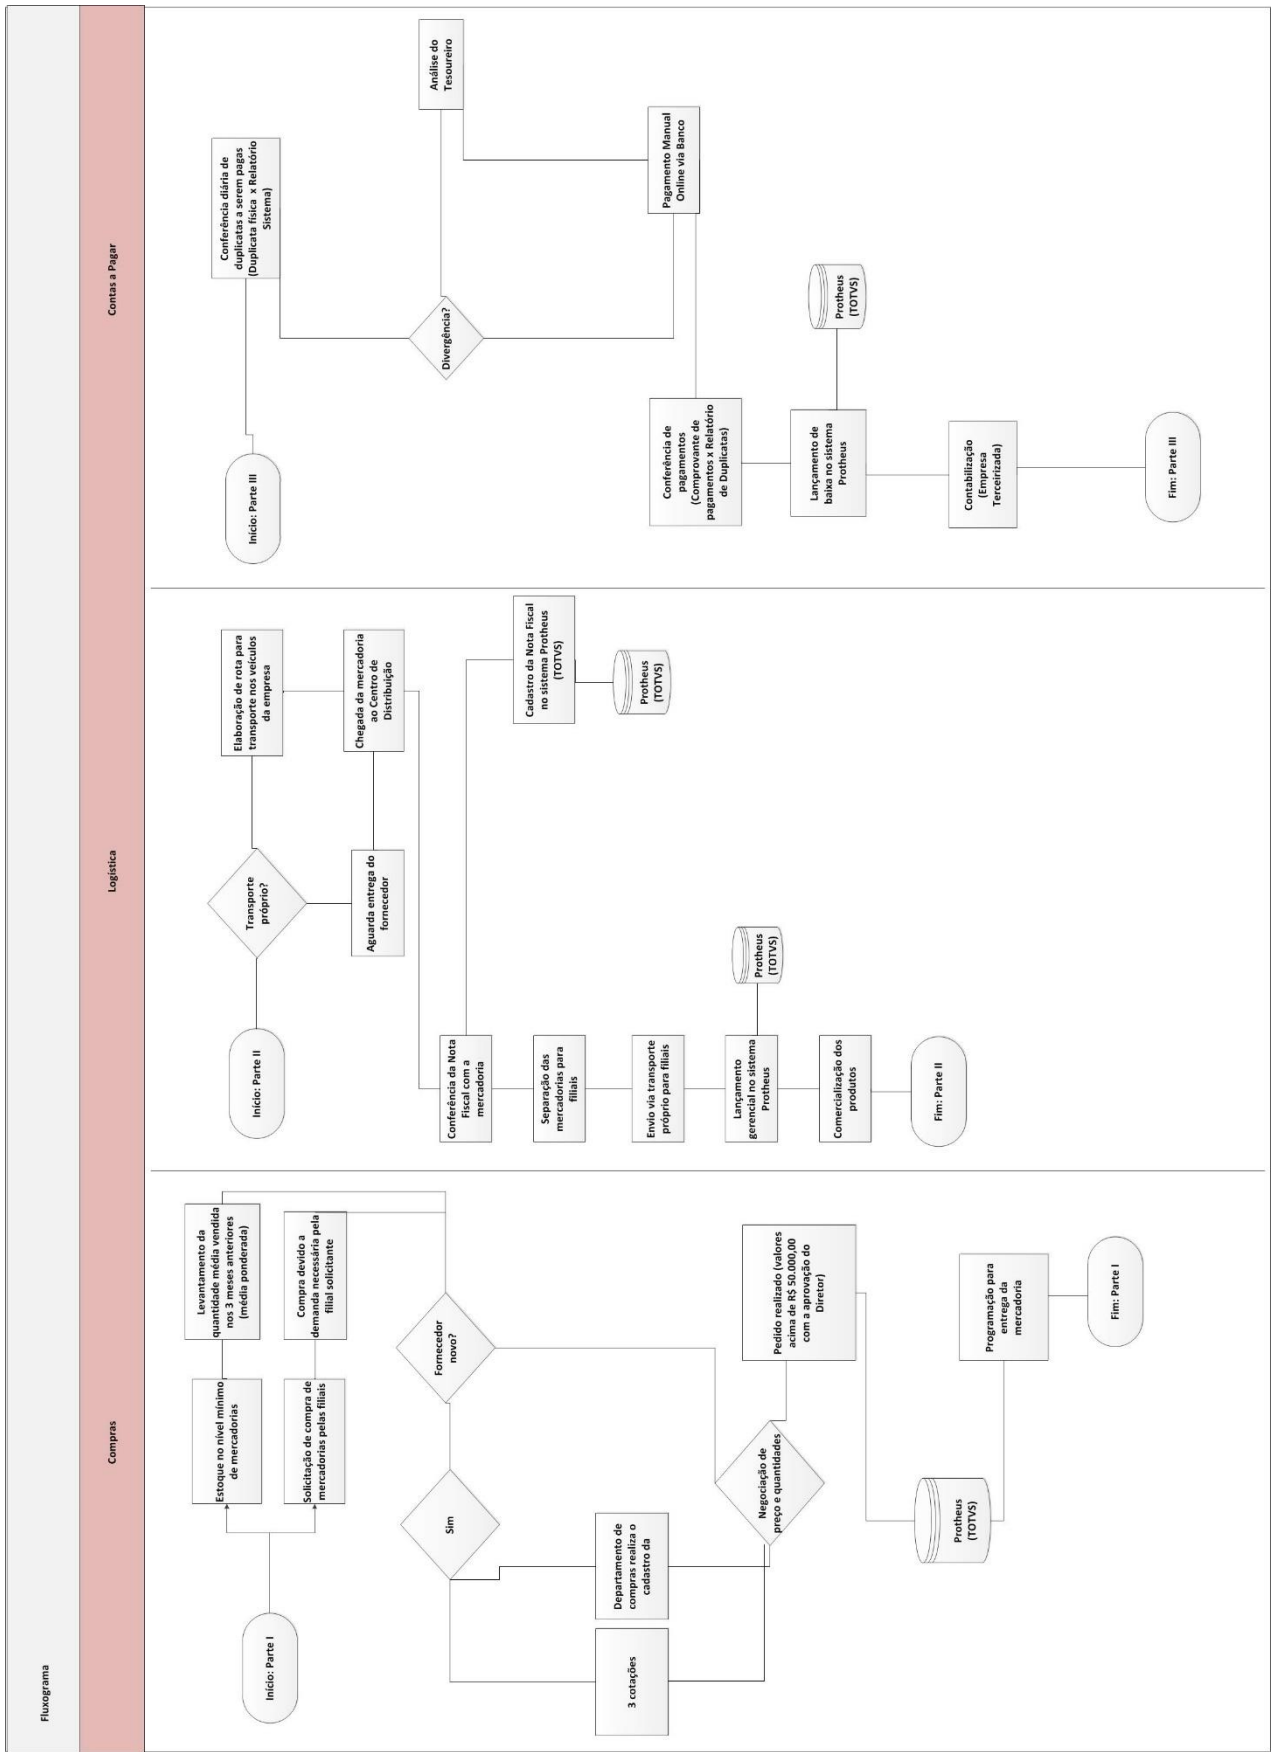 Fluxograma
Compras
Logística
Contas a Pagar
Início: Parte I
Estoque no nível mínimo
de mercadorias
Levantamento da
quantidade média vendida
nos 3 meses anteriores
(média ponderada)
Solicitação de compra de
mercadorias pelas filiais
Compra devido a
demanda necessária pela
filial solicitante
Sim
Fornecedor
novo?
3 cotações
Departamento de
compras realiza o
cadastro da
Negociação de
preço e quantidades
Pedido realizado (valores
acima de R$ 50.000,00
com a aprovação do
Diretor)
Protheus
(TOTVS)
Programação para
entrega da
mercadoria
Fim: Parte I
Início: Parte II
Transporte
próprio?
Elaboração de rota para
transporte nos veículos
da empresa
Aguarda entrega do
fornecedor
Chegada da mercadoria
ao Centro de
Distribuição
Conferência da Nota
Fiscal com a
mercadoria
Cadastro da Nota Fiscal
no sistema Protheus
(TOTVS)
Protheus
(TOTVS)
Separação das
mercadorias para
filiais
Envio via transporte
próprio para filiais
Lançamento
gerencial no sistema
Protheus
Protheus
(TOTVS)
Comercialização dos
produtos
Fim: Parte II
Início: Parte III
Conferência diária de
duplicatas a serem pagas
(Duplicata física x Relatório
Sistema)
Divergência?
Análise do
Tesoureiro
Pagamento Manual
Online via Banco
Conferência de
pagamentos
(Comprovante de
pagamentos x Relatório
de Duplicatas)
Lançamento de
baixa no sistema
Protheus
Protheus
(TOTVS)
Contabilização
(Empresa
Terceirizada)
Fim: Parte III